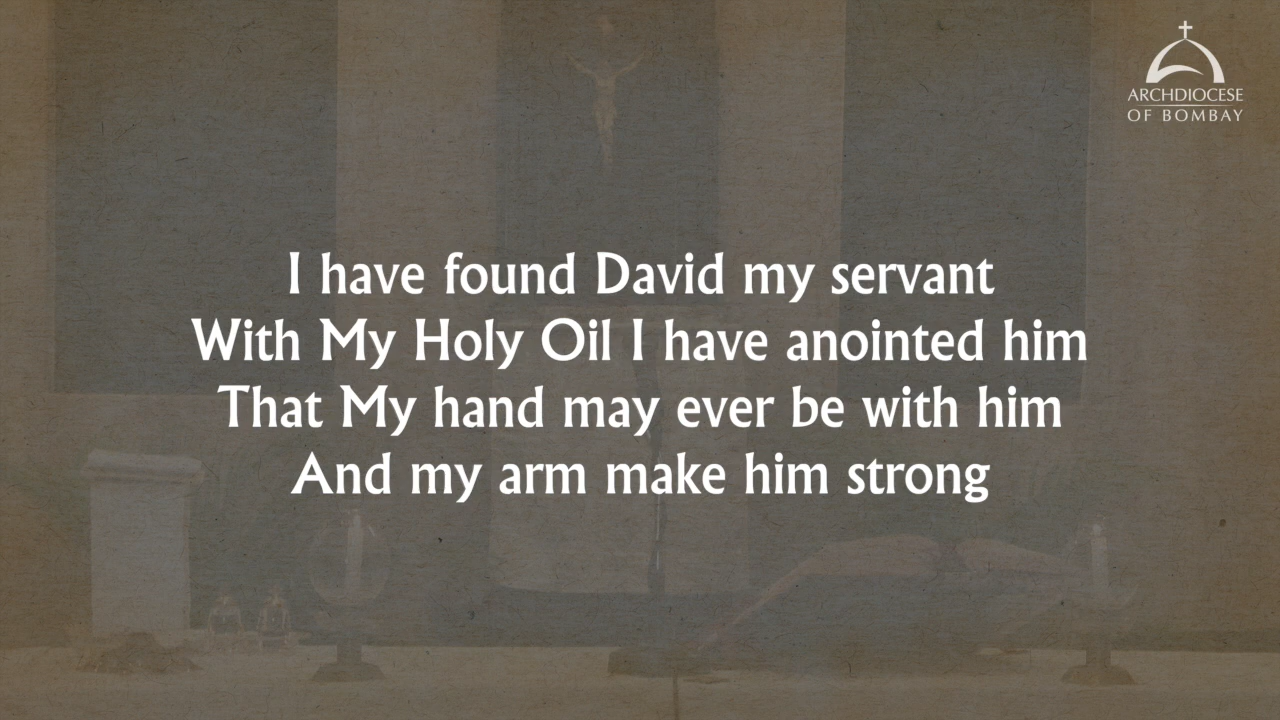 ARCHDIOCESE
OF BOMBAY
I have found David my servant
With My Holy Oil I have anointed him
That My hand may ever be with him
And my arm make him strong